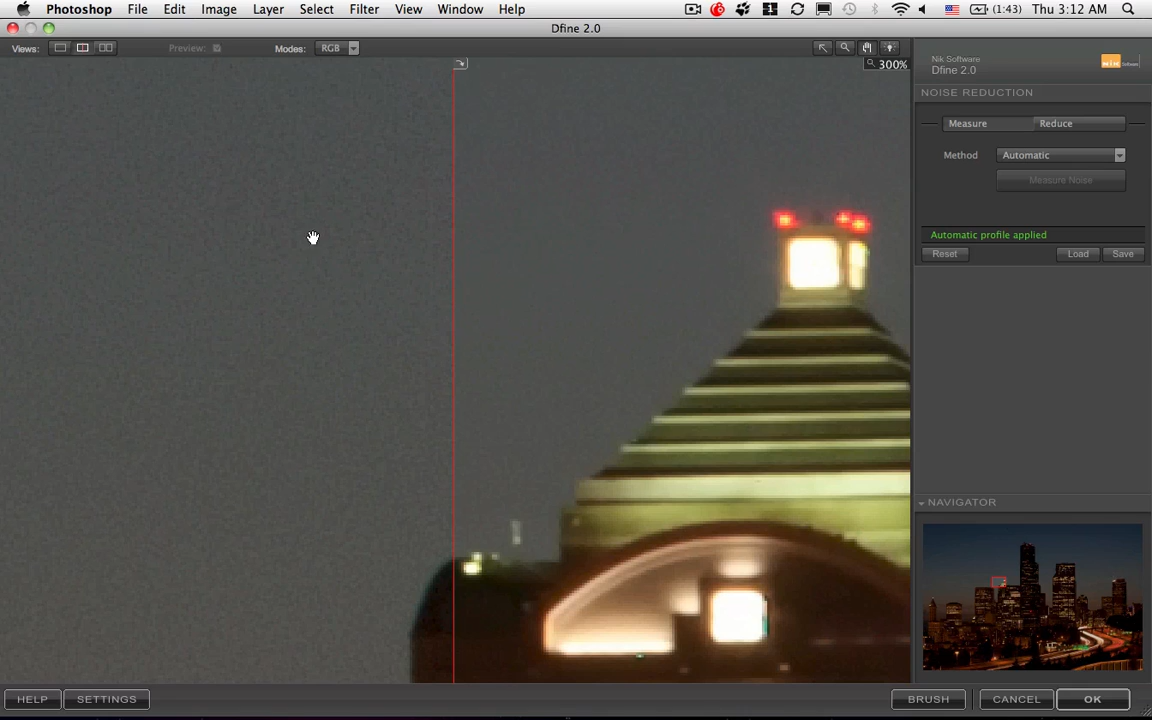 Photoshop File Edit Image Layer Select Filter View Window Help (1:43) Thu 3:12 AM
Dfine 2.0
Views: Preview: Modes: RGB
300%
Nik Software
Dfine 2.0
NOISE REDUCTION
Measure Reduce
Method Automatic
Measure Noise
Automatic profile applied
Reset Load Save
NAVIGATOR
HELP SETTINGS BRUSH CANCEL OK